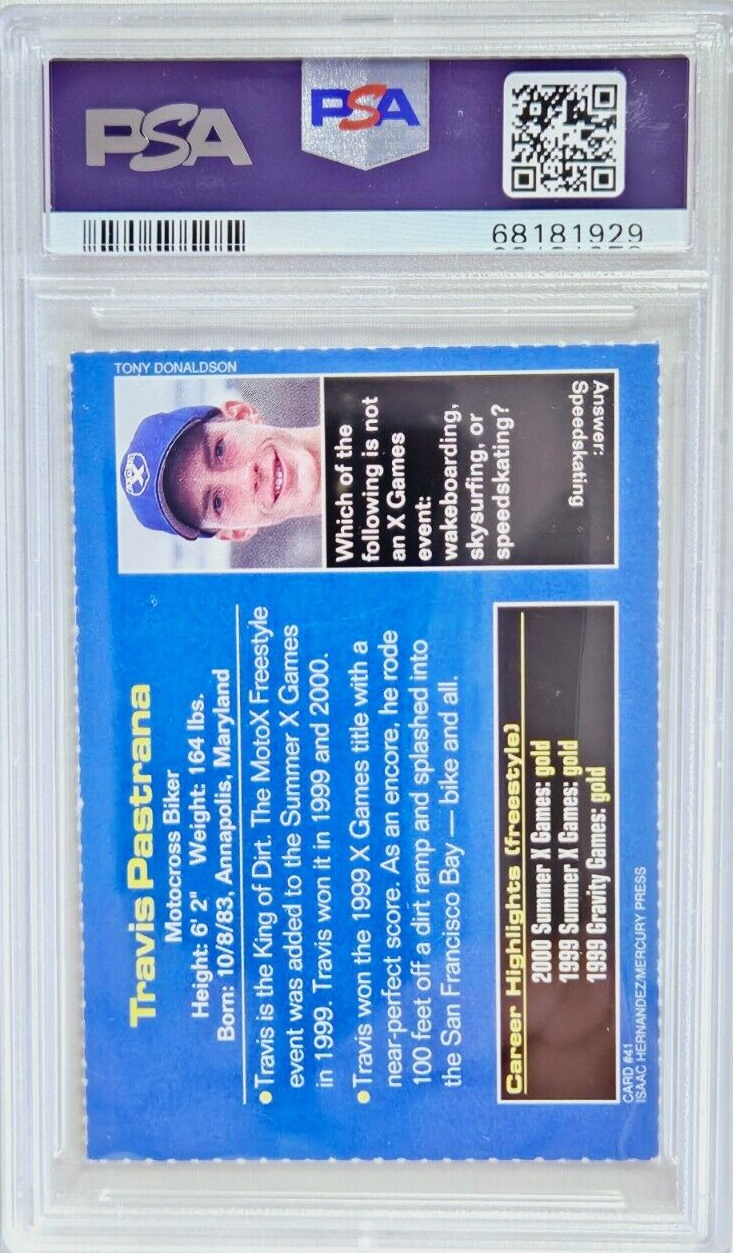 PSA
PSA
68181929
TONY DONALDSON
Travis Pastrana
Motocross Biker
Height: 6' 2" Weight: 164 lbs.
Born: 10/8/83, Annapolis, Maryland
• Travis is the King of Dirt. The MotoX Freestyle
event was added to the Summer X Games
in 1999. Travis won it in 1999 and 2000.
• Travis won the 1999 X Games title with a
near-perfect score. As an encore, he rode
100 feet off a dirt ramp and splashed into
the San Francisco Bay — bike and all.
Which of the
following is not
an X Games
event:
wakeboarding,
skysurfing, or
speedskating?
Answer:
Speedskating
Career Highlights (freestyle)
2000 Summer X Games: gold
1999 Summer X Games: gold
1999 Gravity Games: gold
CARD #41
ISAAC HERNANDEZ/MERCURY PRESS